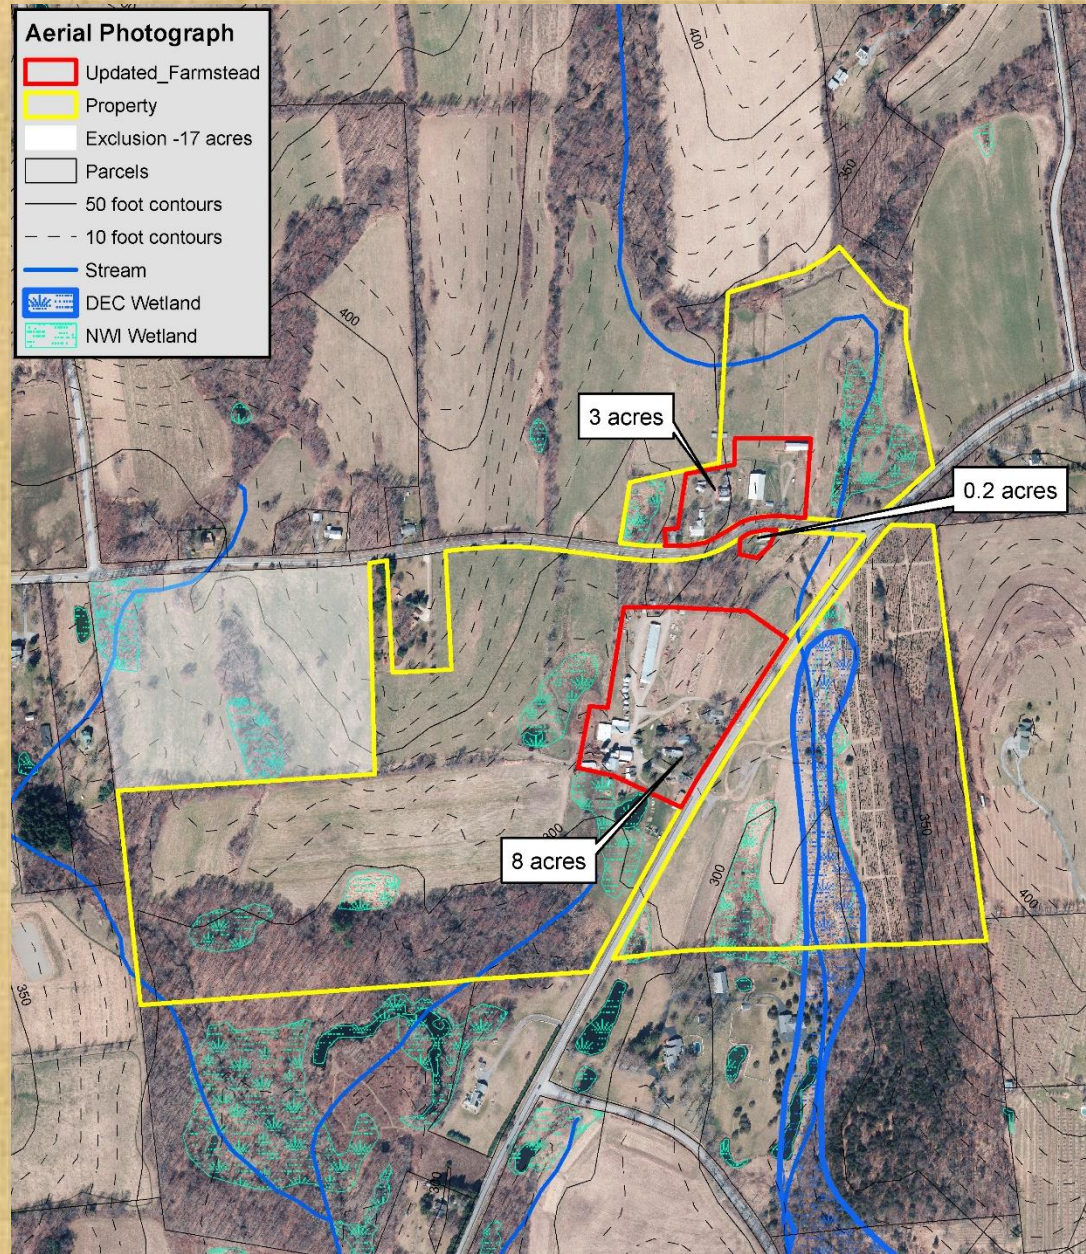 Aerial Photograph
Updated_Farmstead
Property
Exclusion -17 acres
Parcels
50 foot contours
10 foot contours
Stream
DEC Wetland
NWI Wetland
400
350
400
3 acres
0.2 acres
300
8 acres
350
300
400
350